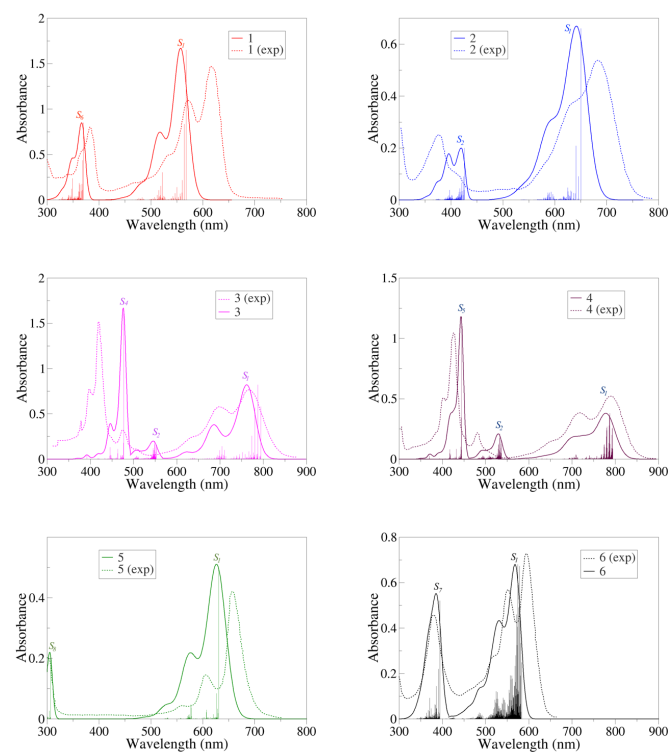 2
1.5
1
0.5
0
Absorbance
S1
S8
1
1 (exp)
300 400 500 600 700 800
Wavelength (nm)
0.6
0.4
0.2
0
Absorbance
S1
S2
2
2 (exp)
300 400 500 600 700 800
Wavelength (nm)
2
1.5
1
0.5
0
Absorbance
S4
S1
S2
3 (exp)
3
300 400 500 600 700 800 900
Wavelength (nm)
1.5
1
0.5
0
Absorbance
S5
S1
S2
4
4 (exp)
300 400 500 600 700 800 900
Wavelength (nm)
0.4
0.2
0
Absorbance
S1
S8
5
5 (exp)
300 400 500 600 700 800
Wavelength (nm)
0.8
0.6
0.4
0.2
0
Absorbance
S7
S1
6 (exp)
6
300 400 500 600 700 800
Wavelength (nm)